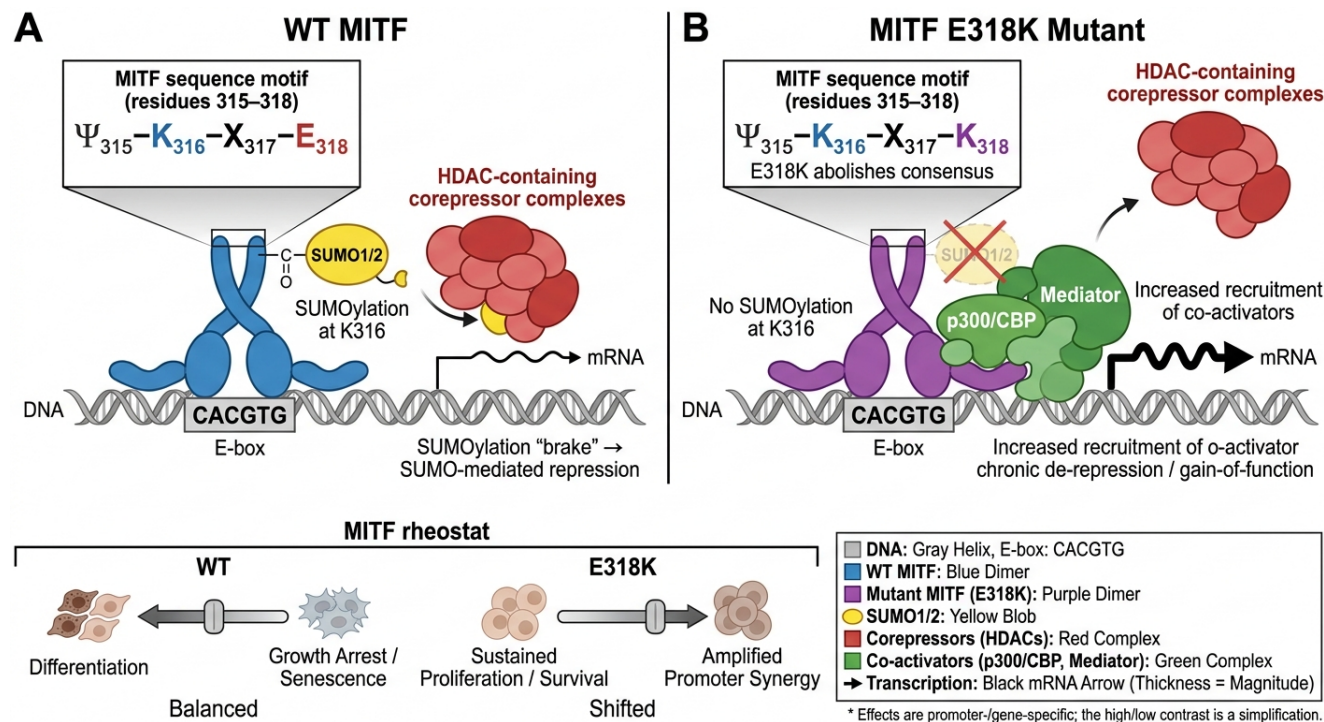 A
WT MITF
MITF sequence motif
(residues 315–318)
Ψ315–K316–X317–E318
HDAC-containing
corepressor complexes
C
O
SUMO1/2
SUMOylation
at K316
mRNA
DNA
CACGTG
E-box
SUMOylation “brake” →
SUMO-mediated repression
B
MITF E318K Mutant
MITF sequence motif
(residues 315–318)
Ψ315–K316–X317–K318
E318K abolishes consensus
HDAC-containing
corepressor complexes
SUMO1/2
No SUMOylation
at K316
p300/CBP
Mediator
Increased recruitment
of co-activators
mRNA
DNA
CACGTG
E-box
Increased recruitment of o-activator
chronic de-repression / gain-of-function
MITF rheostat
WT
E318K
Differentiation
Growth Arrest /
Senescence
Balanced
Sustained
Proliferation / Survival
Amplified
Promoter Synergy
Shifted
DNA: Gray Helix, E-box: CACGTG
WT MITF: Blue Dimer
Mutant MITF (E318K): Purple Dimer
SUMO1/2: Yellow Blob
Corepressors (HDACs): Red Complex
Co-activators (p300/CBP, Mediator): Green Complex
Transcription: Black mRNA Arrow (Thickness = Magnitude)
* Effects are promoter-/gene-specific; the high/low contrast is a simplification.